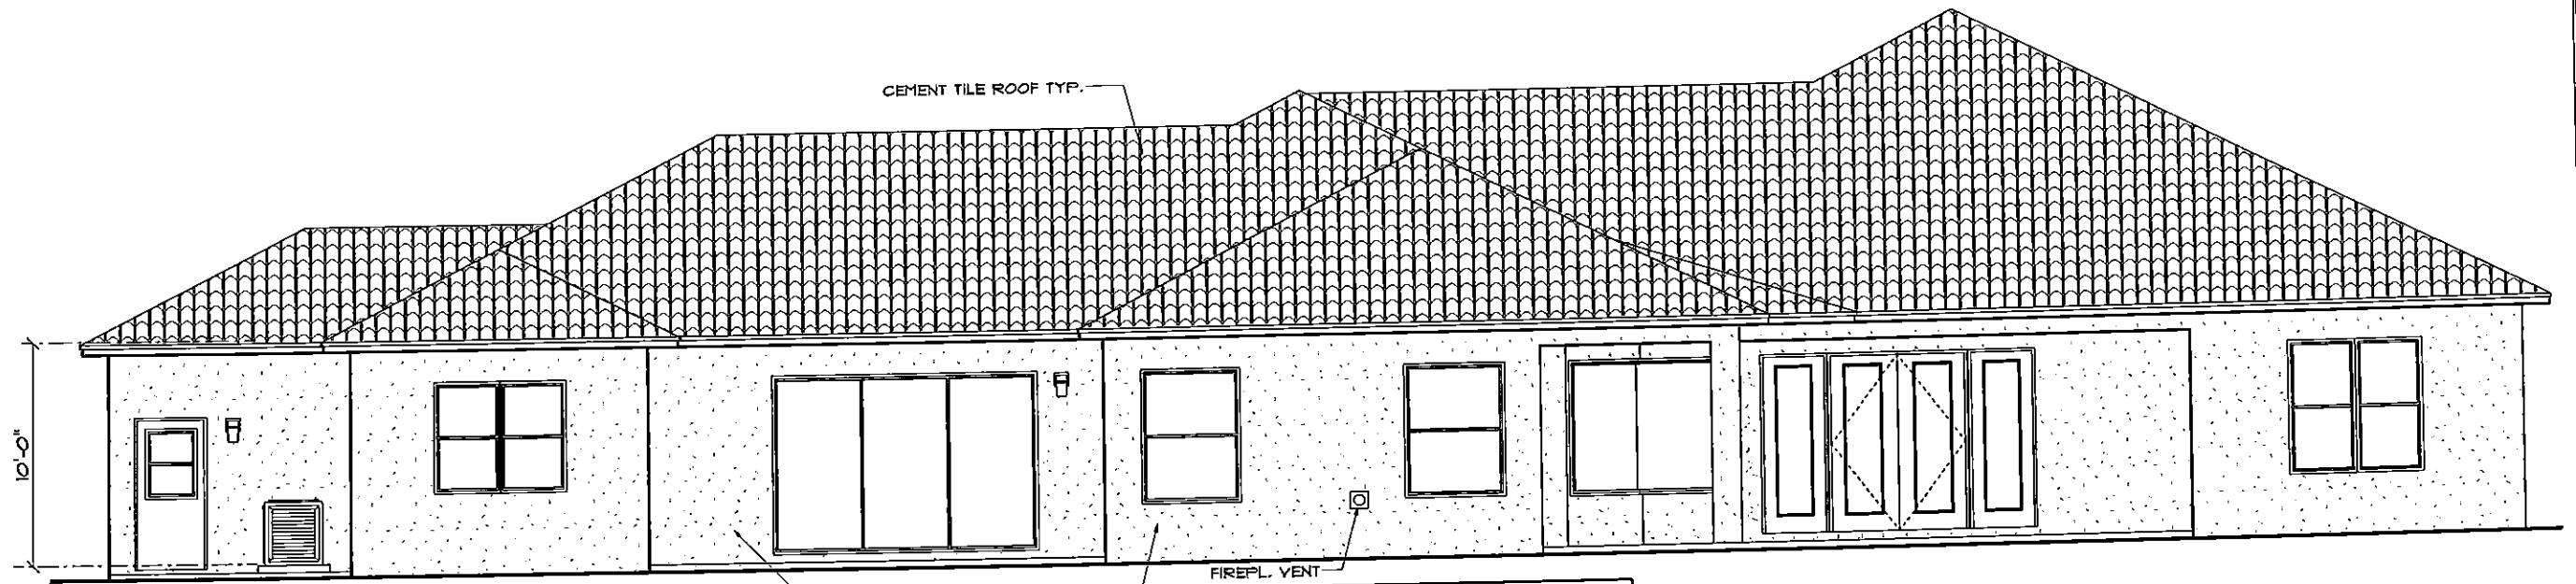 CEMENT TILE ROOF TYP.
10'-0"
FIREPL. VENT